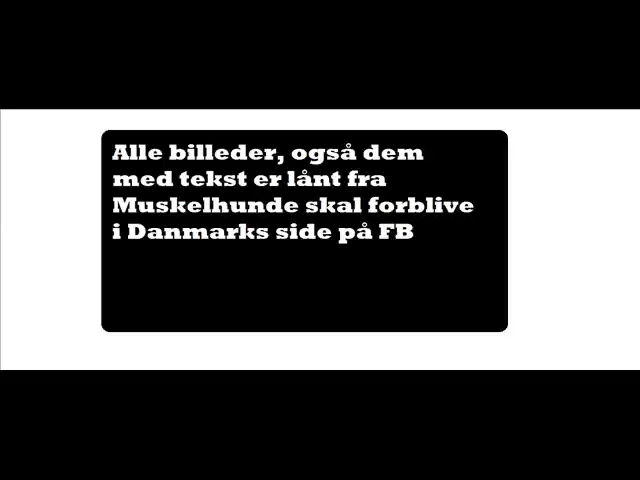 Alle billeder, også dem
med tekst er lånt fra
Muskelhunde skal forblive
i Danmarks side på FB